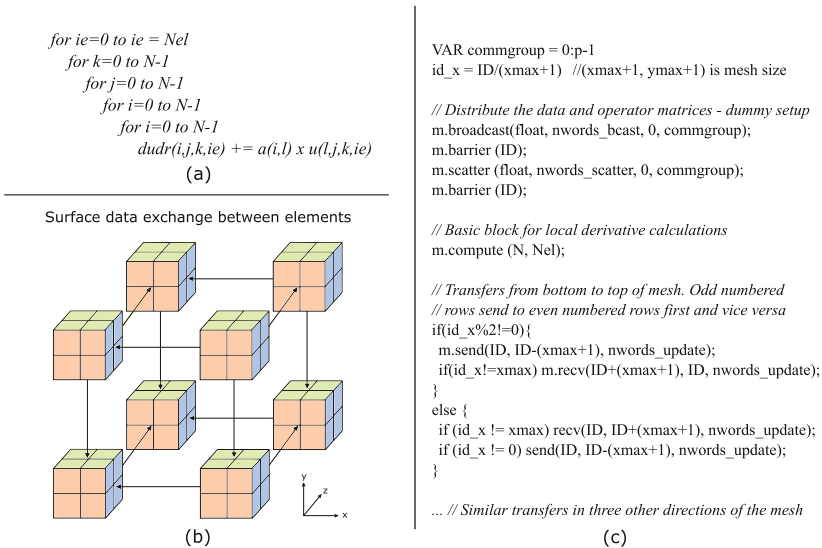 for ie=0 to ie = Nel
for k=0 to N-1
for j=0 to N-1
for i=0 to N-1
for i=0 to N-1
dudr(i,j,k,ie) += a(i,l) x u(l,j,k,ie)
(a)
Surface data exchange between elements
y
z
x
(b)
VAR commgroup = 0:p-1
id_x = ID/(xmax+1) //(xmax+1, ymax+1) is mesh size
// Distribute the data and operator matrices - dummy setup
m.broadcast(float, nwords_bcast, 0, commgroup);
m.barrier (ID);
m.scatter (float, nwords_scatter, 0, commgroup);
m.barrier (ID);
// Basic block for local derivative calculations
m.compute (N, Nel);
// Transfers from bottom to top of mesh. Odd numbered
// rows send to even numbered rows first and vice versa
if(id_x%2!=0){
m.send(ID, ID-(xmax+1), nwords_update);
if(id_x!=xmax) m.recv(ID+(xmax+1), ID, nwords_update);
}
else {
if (id_x != xmax) recv(ID, ID+(xmax+1), nwords_update);
if (id_x != 0) send(ID, ID-(xmax+1), nwords_update);
}
... // Similar transfers in three other directions of the mesh
(c)